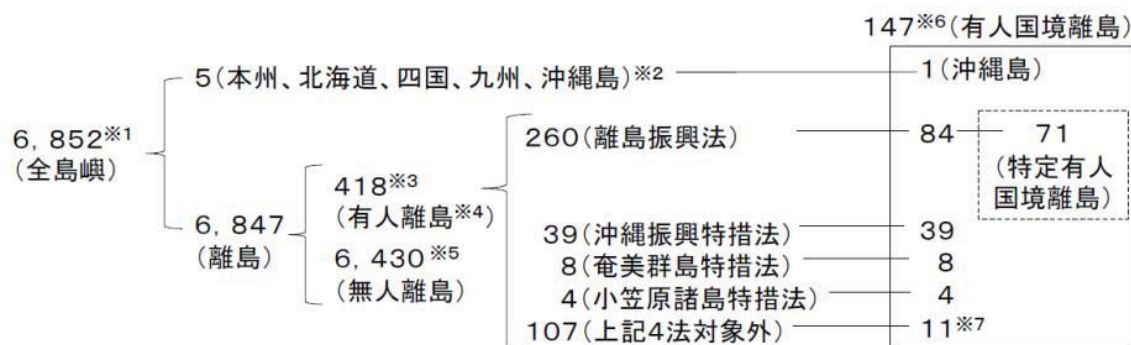 147※6(有人国境離島)
5(本州、北海道、四国、九州、沖縄島)※2
1(沖縄島)
6, 852※1
(全島嶼)
260(離島振興法)
84
71
(特定有人
国境離島)
418※3
(有人離島※4)
6, 847
(離島)
6, 430※5
(無人離島)
39(沖縄振興特措法)
39
8(奄美群島特措法)
8
4(小笠原諸島特措法)
4
107(上記4法対象外)
11※7